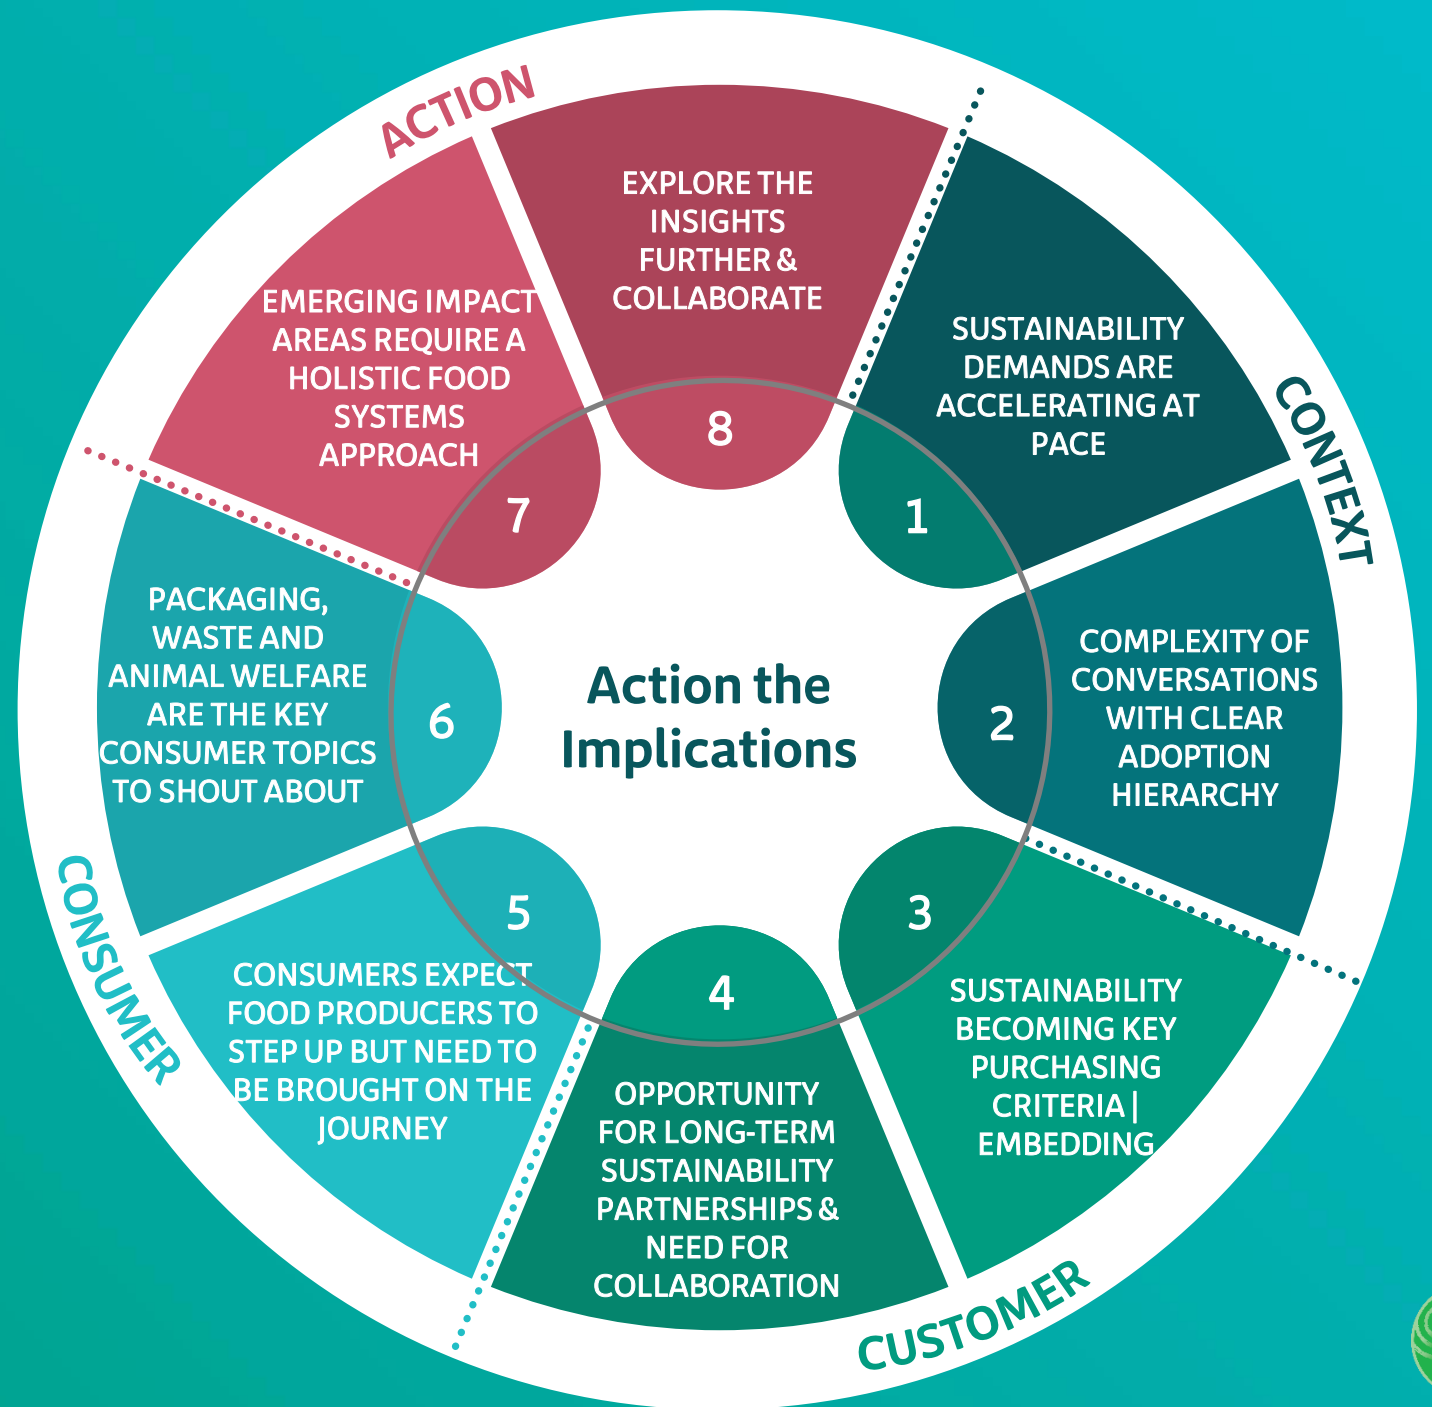 ACTION
EXPLORE THE
INSIGHTS
FURTHER &
COLLABORATE
8
CONTEXT
SUSTAINABILITY
DEMANDS ARE
ACCELERATING AT
PACE
1
COMPLEXITY OF
CONVERSATIONS
WITH CLEAR
ADOPTION
HIERARCHY
2
CUSTOMER
SUSTAINABILITY
BECOMING KEY
PURCHASING
CRITERIA |
EMBEDDING
3
OPPORTUNITY
FOR LONG-TERM
SUSTAINABILITY
PARTNERSHIPS &
NEED FOR
COLLABORATION
4
CONSUMER
CONSUMERS EXPECT
FOOD PRODUCERS TO
STEP UP BUT NEED TO
BE BROUGHT ON THE
JOURNEY
5
PACKAGING,
WASTE AND
ANIMAL WELFARE
ARE THE KEY
CONSUMER TOPICS
TO SHOUT ABOUT
6
EMERGING IMPACT
AREAS REQUIRE A
HOLISTIC FOOD
SYSTEMS
APPROACH
7
Action the
Implications